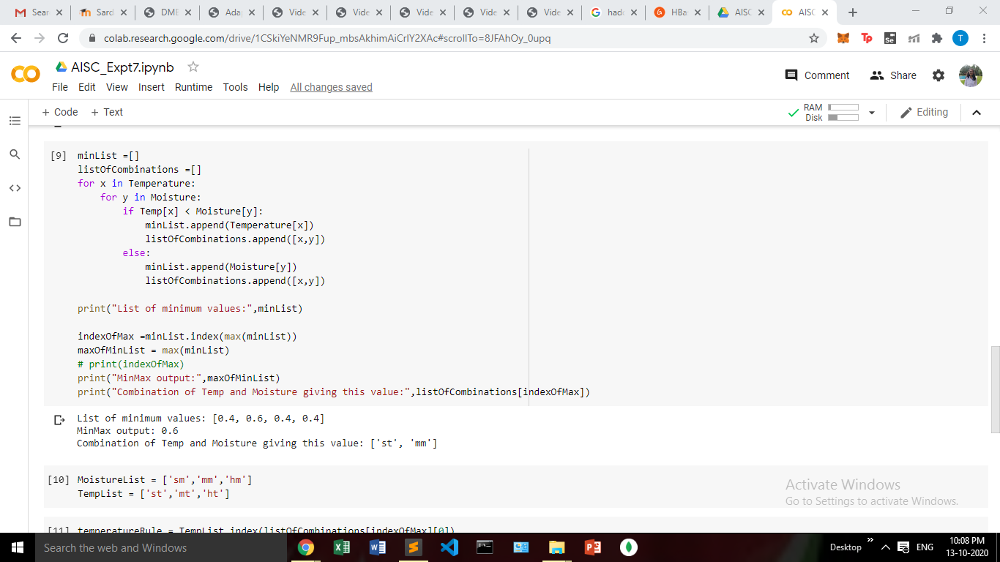 Sear
Sard
DME
Ada
Vide
Vide
Vide
Vide
Vide
hado
HBa
AISC
AISC
colab.research.google.com/drive/1CSkiYeNMR9Fup_mbsAkhimAiCrlY2XAc#scrollTo=8JFAhOy_0upq
AISC_Expt7.ipynb
Comment Share
File Edit View Insert Runtime Tools Help All changes saved
+ Code + Text
RAM
Disk
Editing
[9] minList =[]
listOfCombinations =[]
for x in Temperature:
for y in Moisture:
if Temp[x] < Moisture[y]:
minList.append(Temperature[x])
listOfCombinations.append([x,y])
else:
minList.append(Moisture[y])
listOfCombinations.append([x,y])
print("List of minimum values:",minList)
indexOfMax =minList.index(max(minList))
maxOfMinList = max(minList)
# print(indexOfMax)
print("MinMax output:",maxOfMinList)
print("Combination of Temp and Moisture giving this value:",listOfCombinations[indexOfMax])
List of minimum values: [0.4, 0.6, 0.4, 0.4]
MinMax output: 0.6
Combination of Temp and Moisture giving this value: ['st', 'mm']
[10] MoistureList = ['sm','mm','hm']
TempList = ['st','mt','ht']
Activate Windows
Go to Settings to activate Windows.
[11] temperatureRule = TempList.index(listOfCombinations[indexOfMax][0])
Search the web and Windows
Desktop
ENG
10:08 PM
13-10-2020